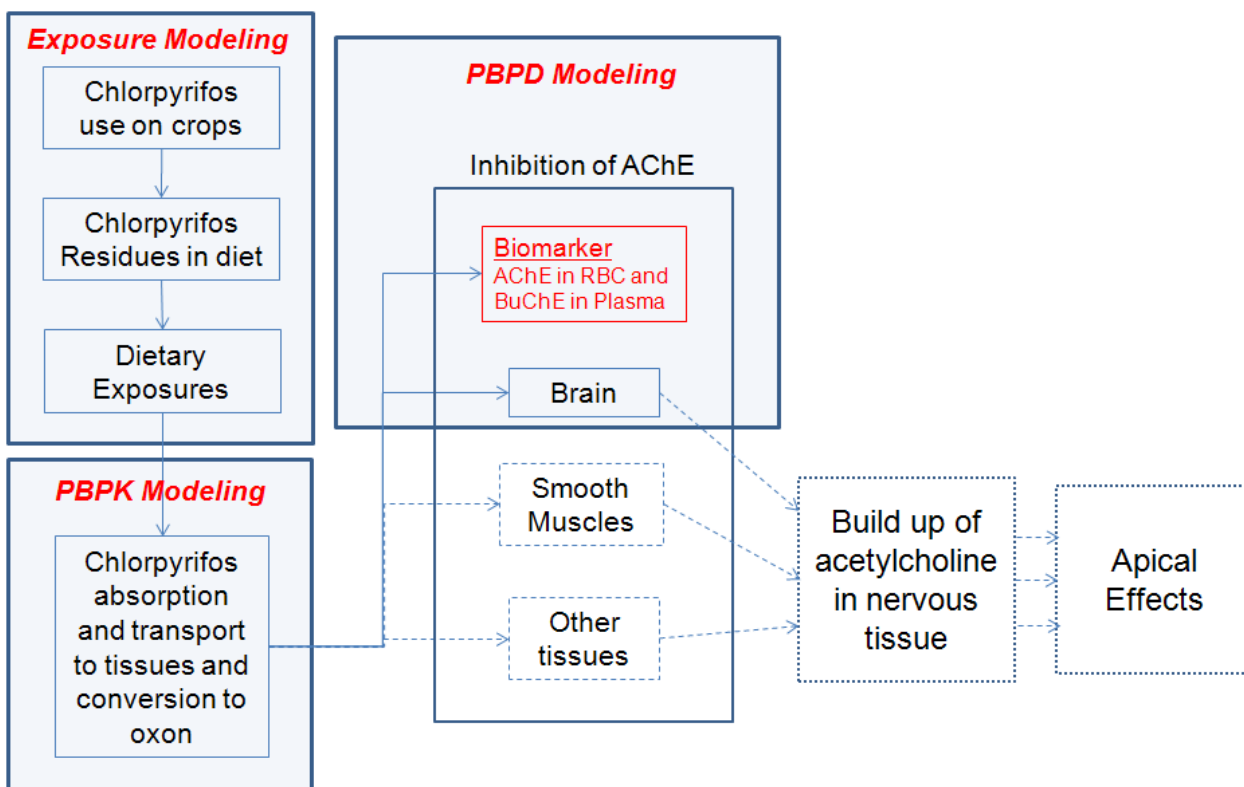 Exposure Modeling
Chlorpyrifos
use on crops
Chlorpyrifos
Residues in diet
Dietary
Exposures
PBPK Modeling
Chlorpyrifos
absorption
and transport
to tissues and
conversion to
oxon
PBPD Modeling
Inhibition of AChE
Biomarker
AChE in RBC and
BuChE in Plasma
Brain
Smooth
Muscles
Other
tissues
Build up of
acetylcholine
in nervous
tissue
Apical
Effects